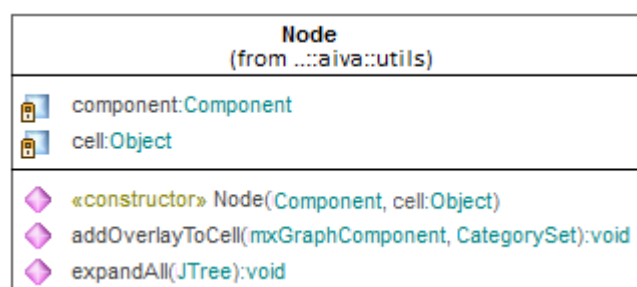 Node
(from ..::aiva::utils)
component:Component
cell:Object
«constructor» Node(Component, cell:Object)
addOverlayToCell(mxGraphComponent, CategorySet):void
expandAll(JTree):void